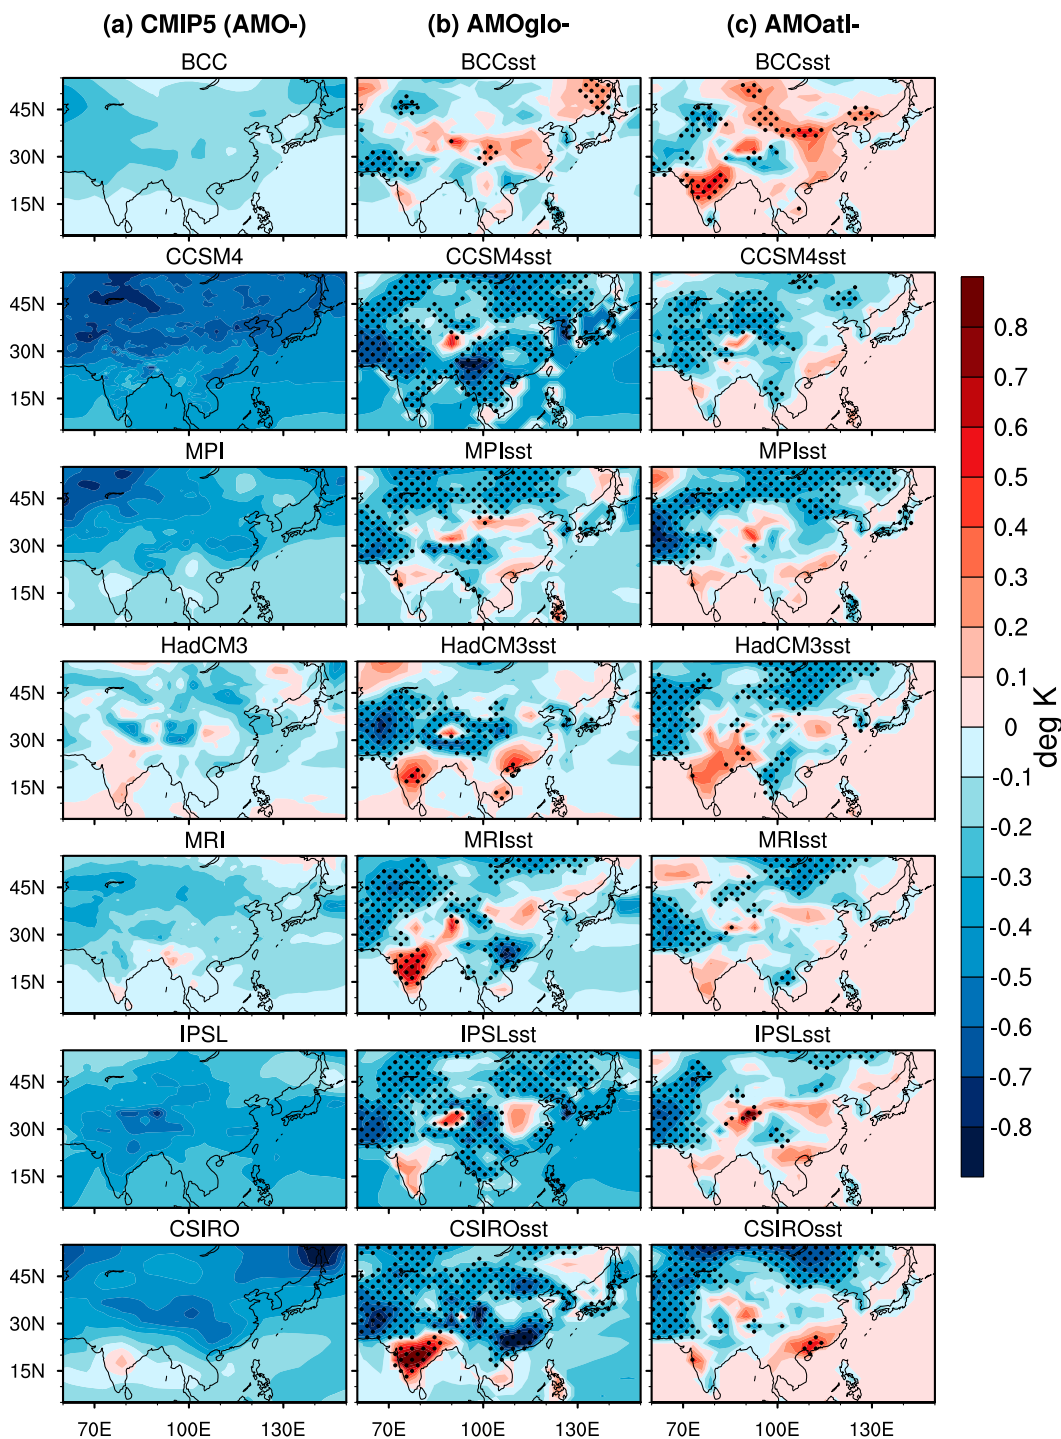 (a) CMIP5 (AMO-) (b) AMOglo- (c) AMOatl-
BCC BCCsst BCCsst
45N
30N
15N
CCSM4 CCSM4sst CCSM4sst
45N
30N
15N
MPI MPIsst MPIsst
45N
30N
15N
HadCM3 HadCM3sst HadCM3sst
45N
30N
15N
MRI MRIsst MRIsst
45N
30N
15N
IPSL IPSLsst IPSLsst
45N
30N
15N
CSIRO CSIROsst CSIROsst
45N
30N
15N
70E 100E 130E 70E 100E 130E 70E 100E 130E
0.8
0.7
0.6
0.5
0.4
0.3
0.2
0.1
0
-0.1
-0.2
-0.3
-0.4
-0.5
-0.6
-0.7
-0.8
deg K